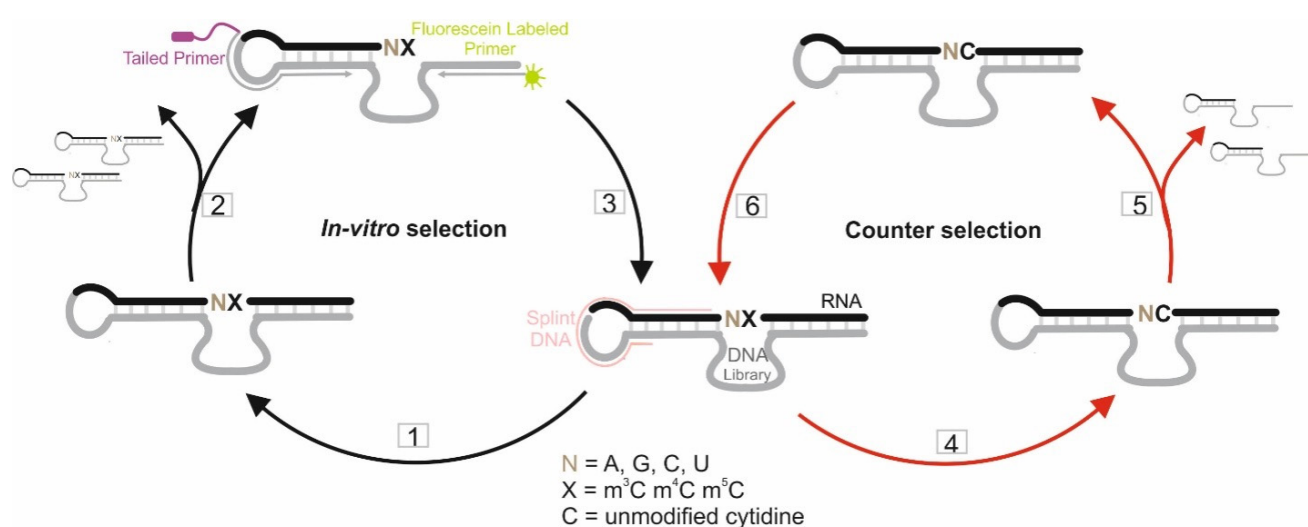 Tailed Primer
NX
Fluorescein Labeled
Primer
NC
NX
NX
2
3
6
5
In-vitro selection
Counter selection
NX
Splint
DNA
NX
RNA
DNA
Library
NC
1
4
N = A, G, C, U
X = m³C m⁴C m⁵C
C = unmodified cytidine